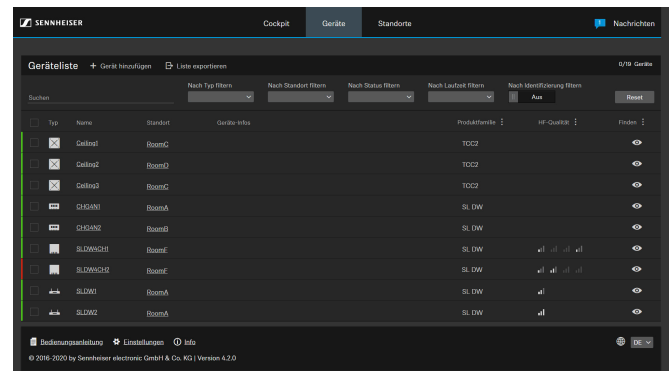 SENNHEISER Cockpit Geräte Standorte Nachrichten
Geräteliste + Gerät hinzufügen Liste exportieren 0/19 Geräte
Nach Typ filtern Nach Standort filtern Nach Status filtern Nach Laufzeit filtern Nach Identifizierung filtern
Suchen Aus Reset
Typ Name Standort Geräte-Infos Produktfamilie HF-Qualität Finden
Ceiling1 RoomC TCC2
Ceiling2 RoomD TCC2
Ceiling3 RoomC TCC2
CHG4N1 RoomA SL DW
CHG4N2 RoomB SL DW
SLDW4CH1 RoomF SL DW
SLDW4CH2 RoomF SL DW
SLDW1 RoomA SL DW
SLDW2 RoomA SL DW
Bedienungsanleitung Einstellungen Info DE
© 2016-2020 by Sennheiser electronic GmbH & Co. KG | Version 4.2.0